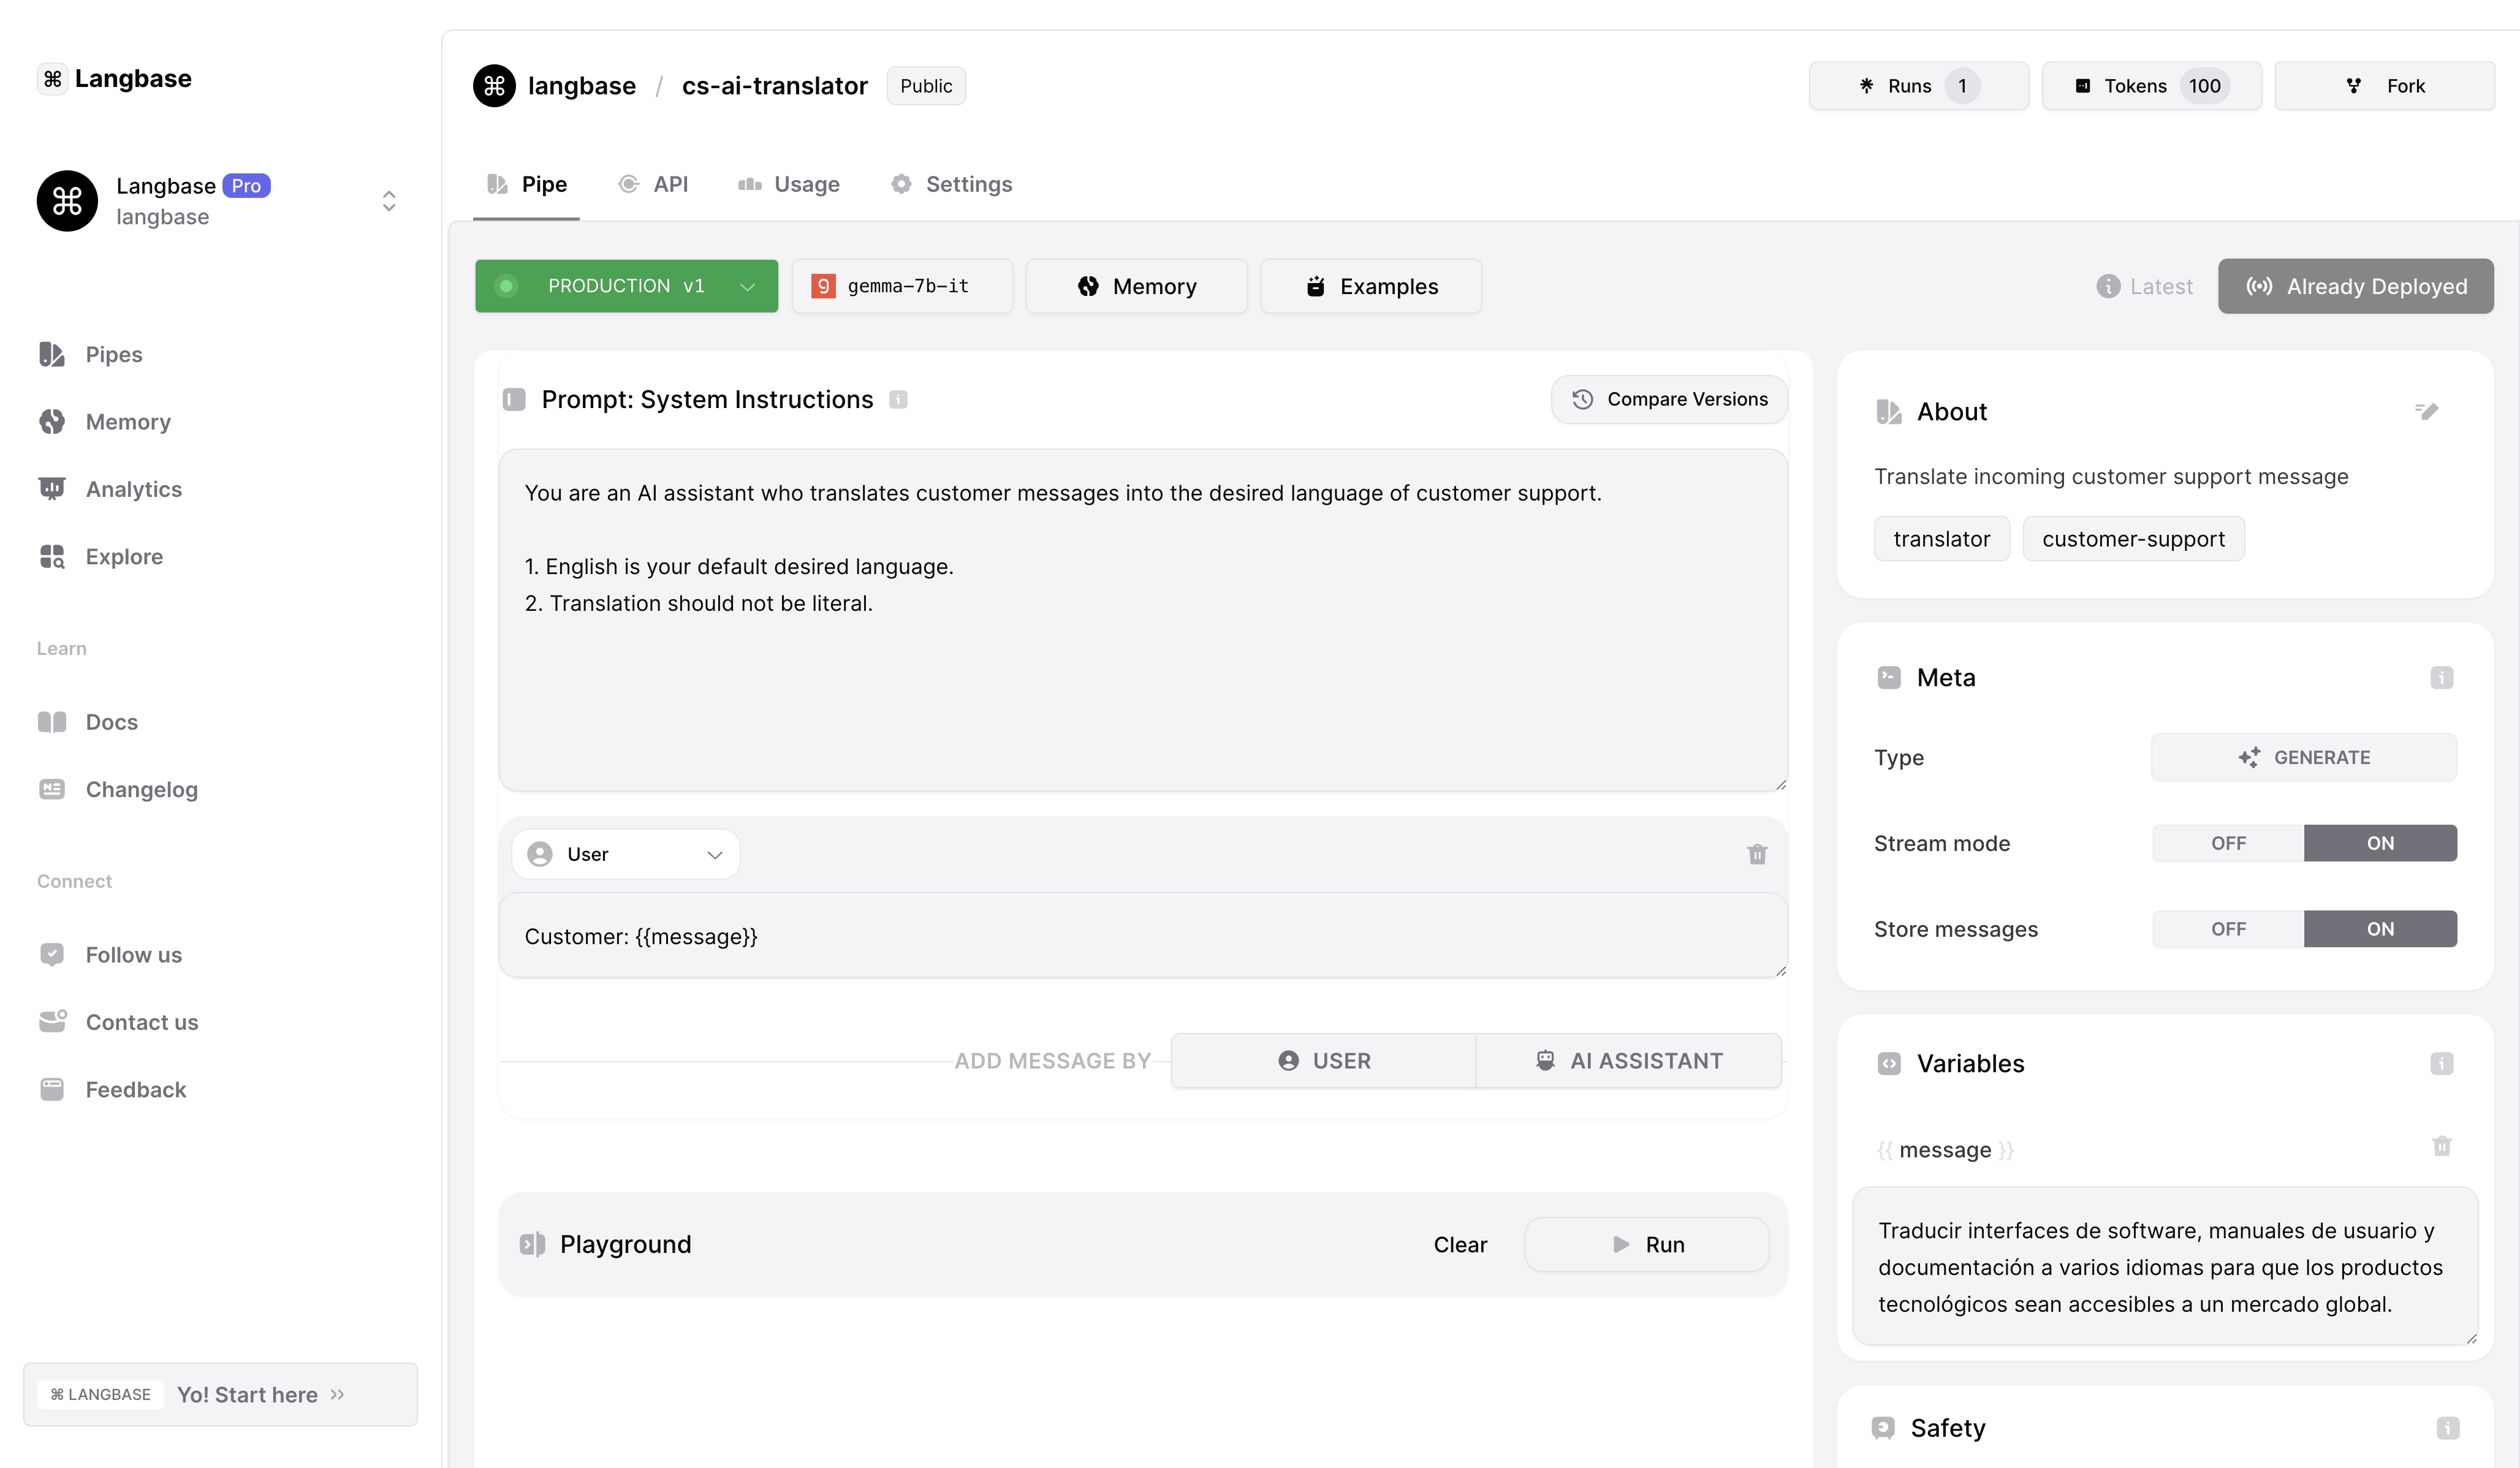 ⌘ Langbase
Langbase Pro
langbase
Pipes
Memory
Analytics
Explore
Learn
Docs
Changelog
Connect
Follow us
Contact us
Feedback
⌘ LANGBASE Yo! Start here »
langbase / cs-ai-translator Public
Runs 1 Tokens 100 Fork
Pipe API Usage Settings
PRODUCTION v1 gemma-7b-it Memory Examples Latest Already Deployed
Prompt: System Instructions Compare Versions
You are an AI assistant who translates customer messages into the desired language of customer support.
1. English is your default desired language.
2. Translation should not be literal.
User
Customer: {{message}}
ADD MESSAGE BY USER AI ASSISTANT
Playground Clear Run
About
Translate incoming customer support message
translator customer-support
Meta
Type GENERATE
Stream mode OFF ON
Store messages OFF ON
Variables
{{ message }}
Traducir interfaces de software, manuales de usuario y
documentación a varios idiomas para que los productos
tecnológicos sean accesibles a un mercado global.
Safety